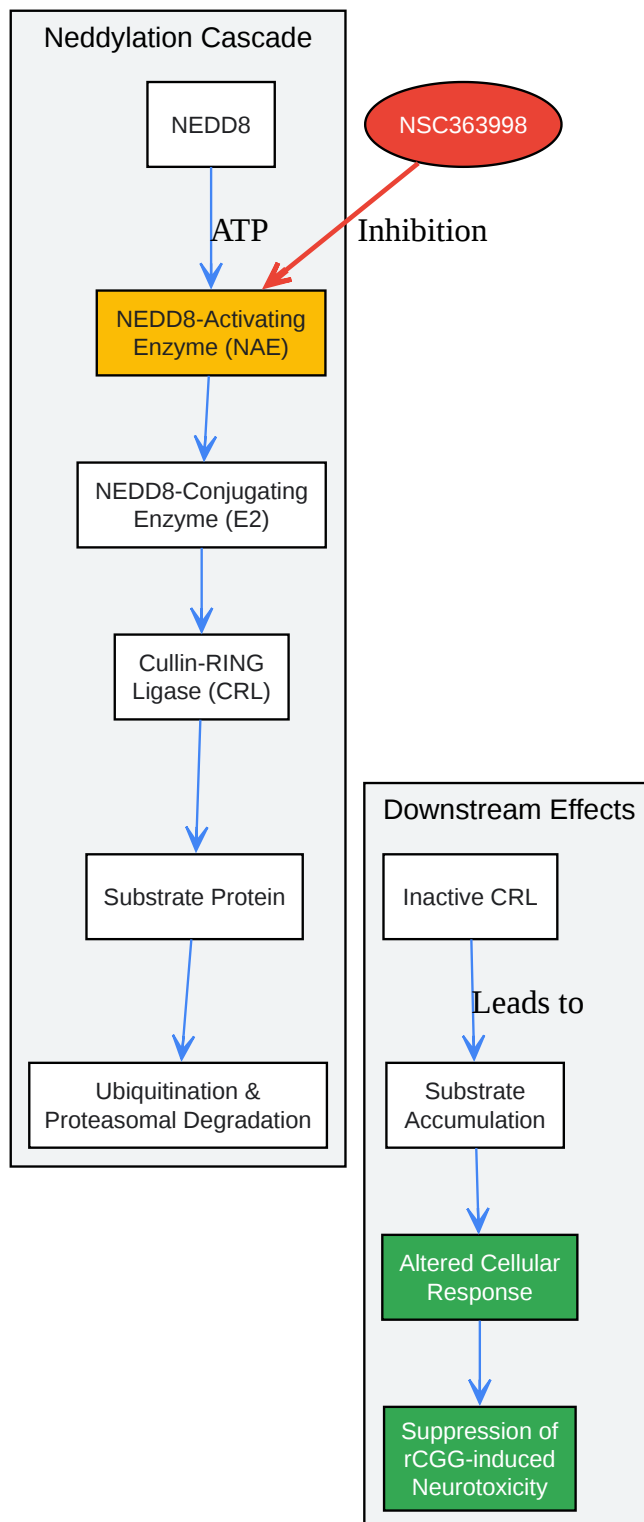 Neddylation Cascade
NEDD8
NSC363998
ATP
Inhibition
NEDD8-Activating
Enzyme (NAE)
NEDD8-Conjugating
Enzyme (E2)
Cullin-RING
Ligase (CRL)
Substrate Protein
Ubiquitination &
Proteasomal Degradation
Downstream Effects
Inactive CRL
Leads to
Substrate
Accumulation
Altered Cellular
Response
Suppression of
rCGG-induced
Neurotoxicity